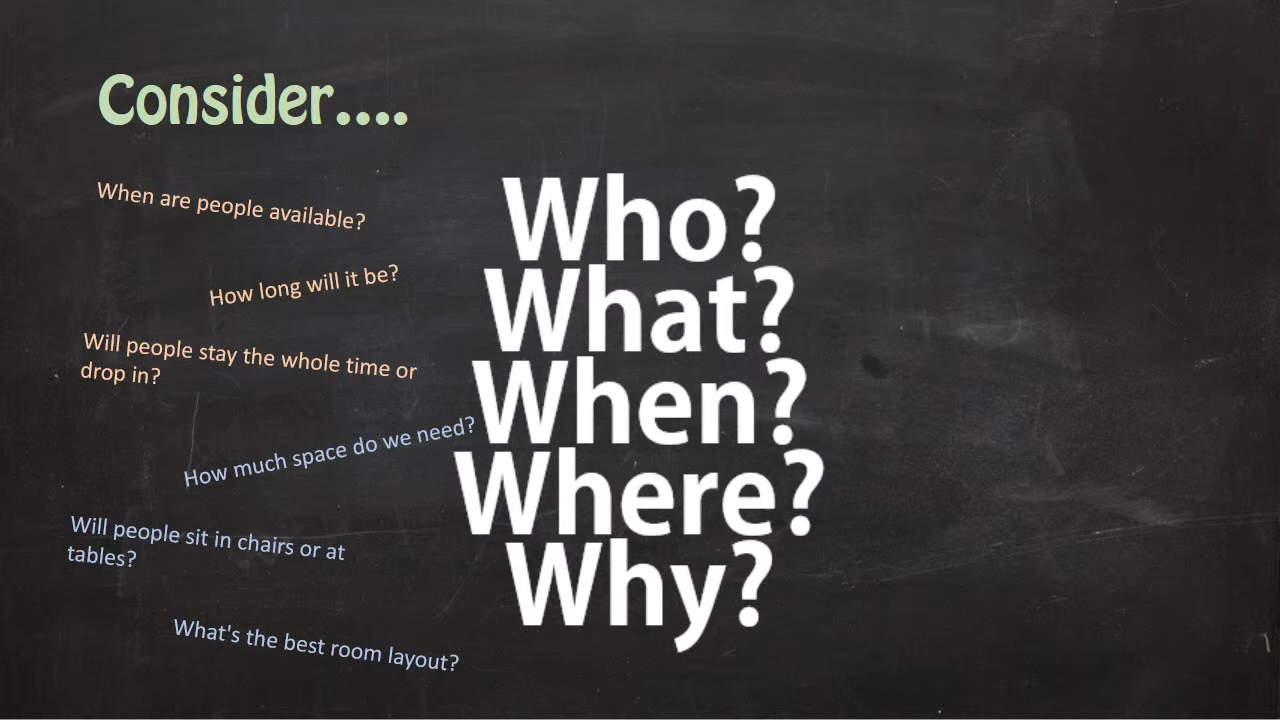 Consider....
When are people available?
How long will it be?
Will people stay the whole time or
drop in?
How much space do we need?
Will people sit in chairs or at
tables?
What's the best room layout?
Who?
What?
When?
Where?
Why?